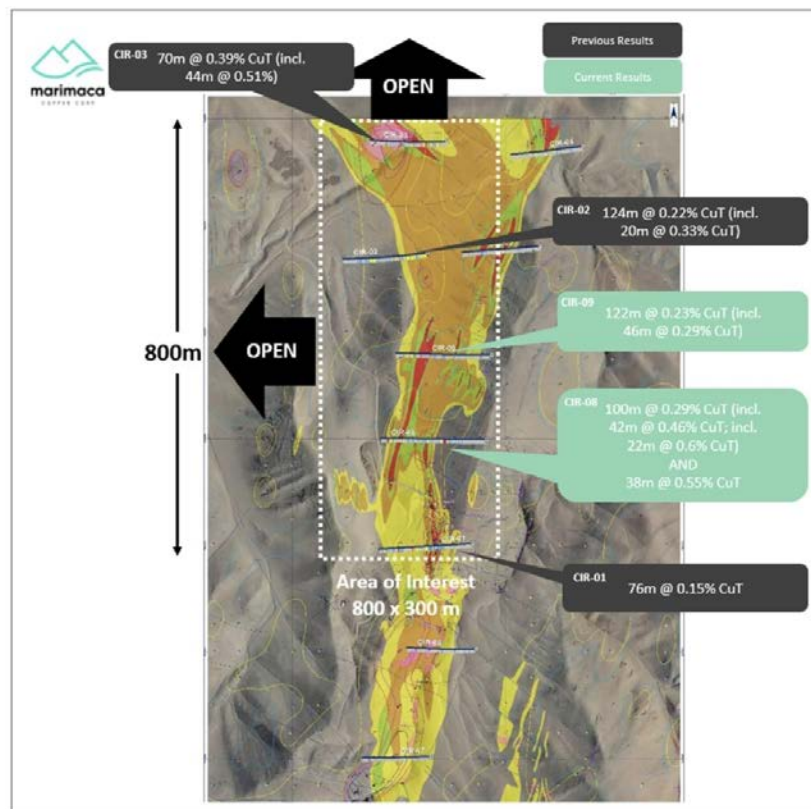 marimaca
COPPER CORP
CIR-03 70m @ 0.39% CuT (incl.
44m @ 0.51%)
OPEN
Previous Results
Current Results
CIR-02 124m @ 0.22% CuT (incl.
20m @ 0.33% CuT)
CIR-09 122m @ 0.23% CuT (incl.
46m @ 0.29% CuT)
800m
OPEN
CIR-08 100m @ 0.29% CuT (incl.
42m @ 0.46% CuT; incl.
22m @ 0.6% CuT)
AND
38m @ 0.55% CuT
CIR-01 76m @ 0.15% CuT
Area of Interest
800 x 300 m